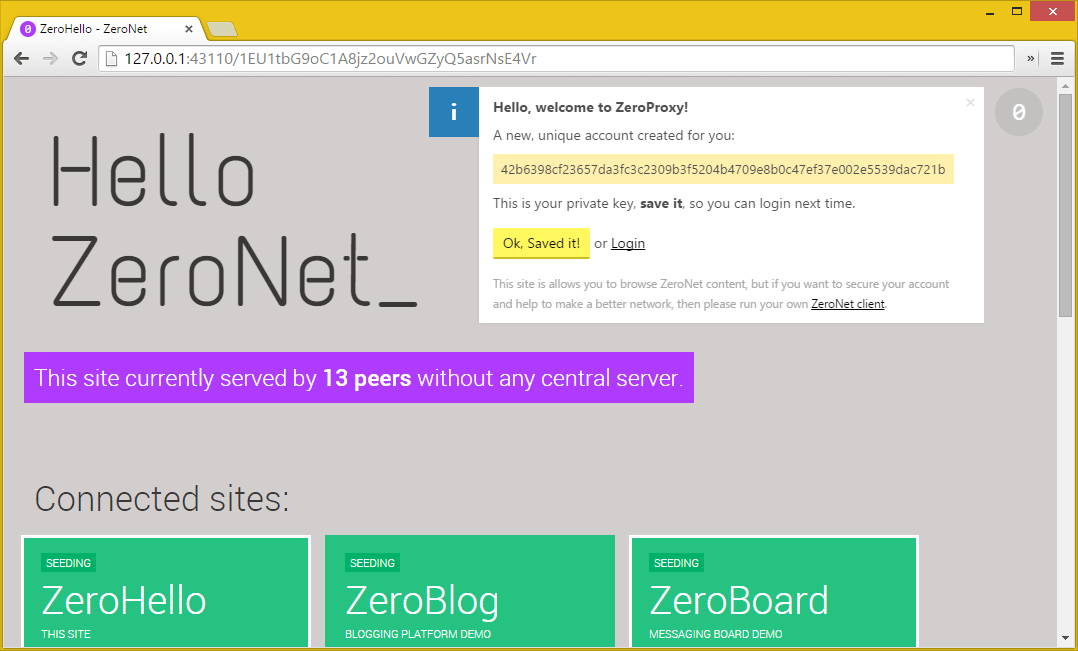 ZeroHello - ZeroNet
127.0.0.1:43110/1EU1tbG9oC1A8jz2ouVwGZyQ5asrNsE4Vr
»
i
Hello, welcome to ZeroProxy!
A new, unique account created for you:
42b6398cf23657da3fc3c2309b3f5204b4709e8b0c47ef37e002e5539dac721b
This is your private key, save it, so you can login next time.
Ok, Saved it! or Login
This site is allows you to browse ZeroNet content, but if you want to secure your account
and help to make a better network, then please run your own ZeroNet client.
0
Hello
ZeroNet_
This site currently served by 13 peers without any central server.
Connected sites:
SEEDING
ZeroHello
THIS SITE
SEEDING
ZeroBlog
BLOGGING PLATFORM DEMO
SEEDING
ZeroBoard
MESSAGING BOARD DEMO